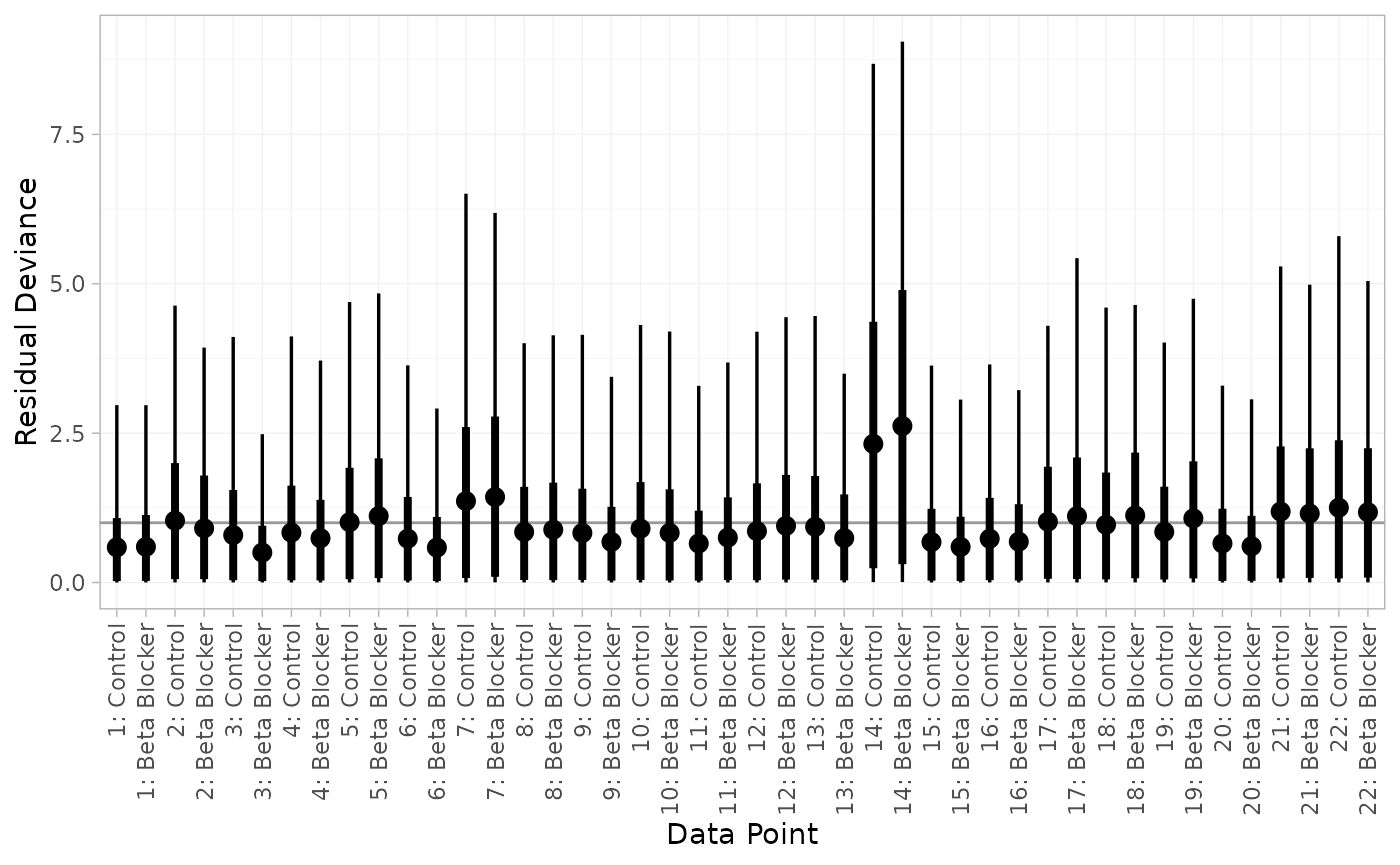 Residual Deviance
7.5
5.0
2.5
0.0
1: Control
1: Beta Blocker
2: Control
2: Beta Blocker
3: Control
3: Beta Blocker
4: Control
4: Beta Blocker
5: Control
5: Beta Blocker
6: Control
6: Beta Blocker
7: Control
7: Beta Blocker
8: Control
8: Beta Blocker
9: Control
9: Beta Blocker
10: Control
10: Beta Blocker
11: Control
11: Beta Blocker
12: Control
12: Beta Blocker
13: Control
13: Beta Blocker
14: Control
14: Beta Blocker
15: Control
15: Beta Blocker
16: Control
16: Beta Blocker
17: Control
17: Beta Blocker
18: Control
18: Beta Blocker
19: Control
19: Beta Blocker
20: Control
20: Beta Blocker
21: Control
21: Beta Blocker
22: Control
22: Beta Blocker
Data Point